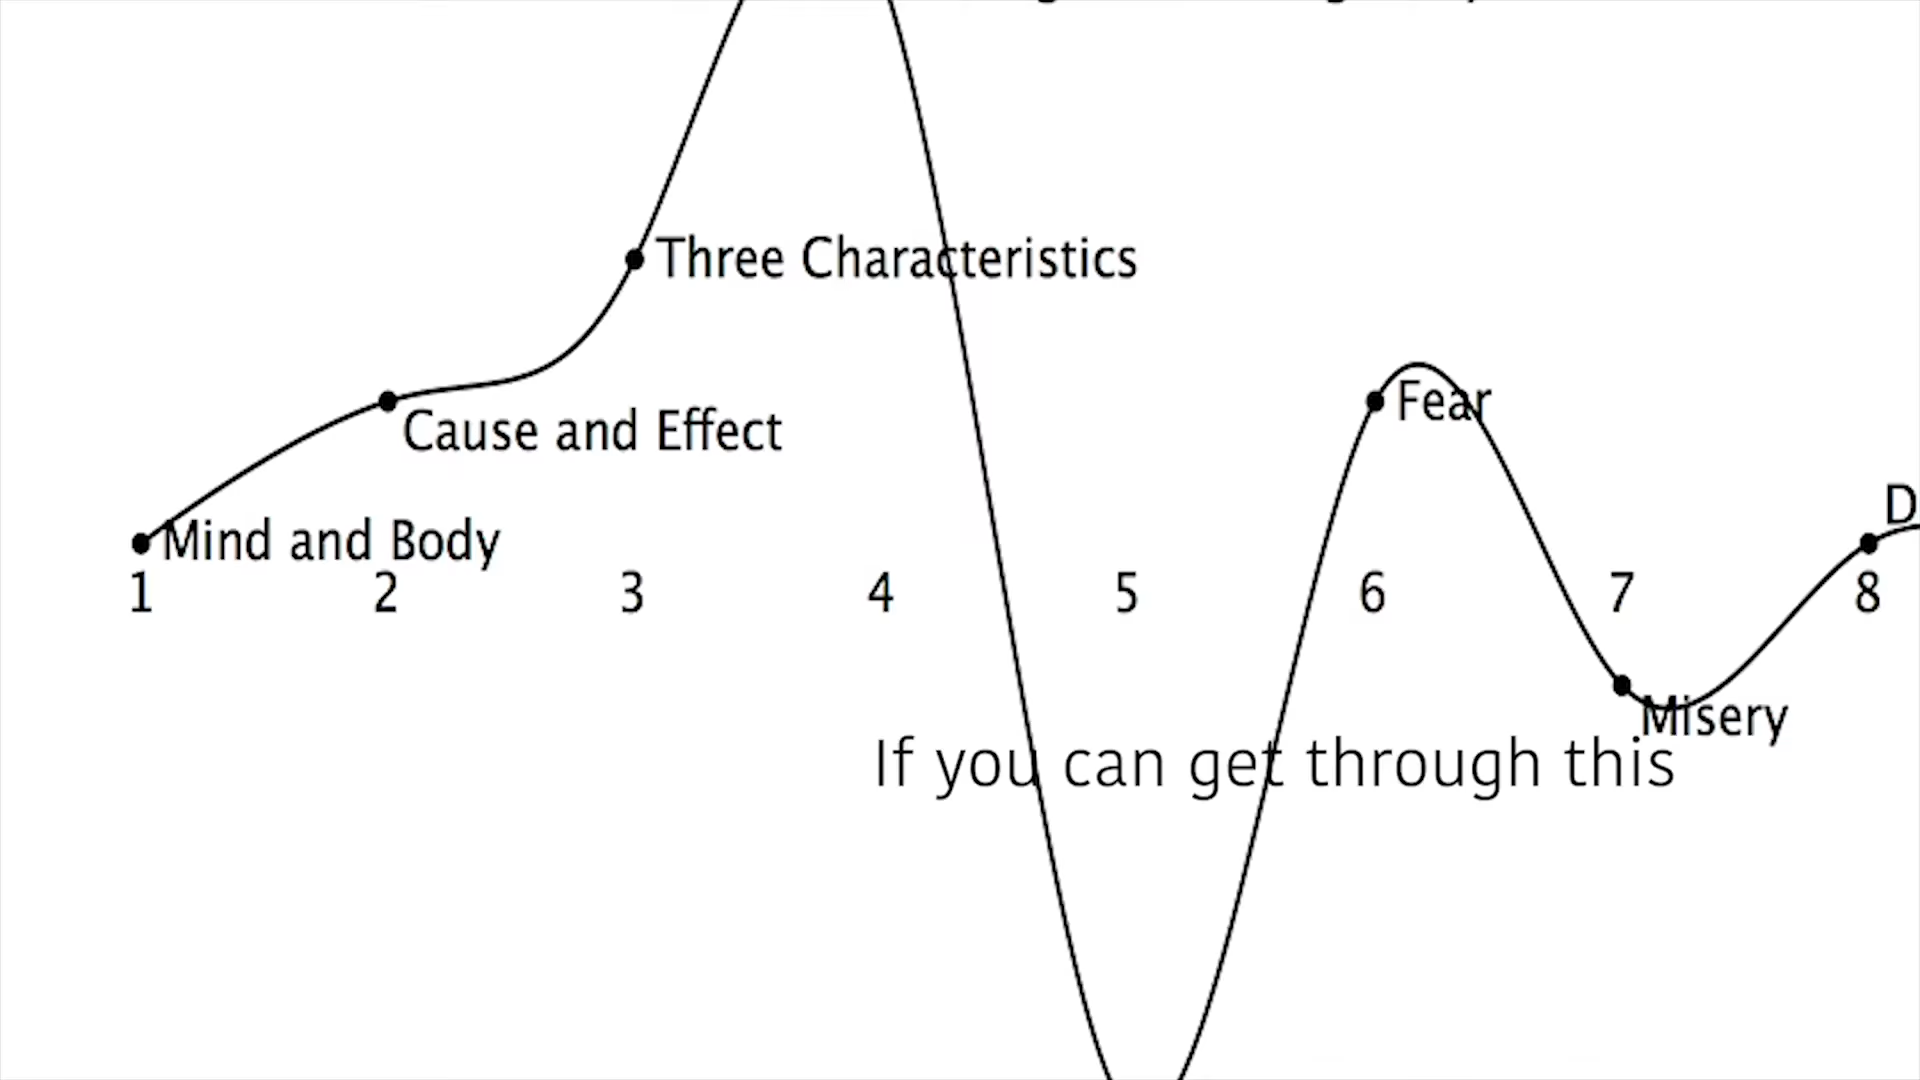 Three Characteristics
Cause and Effect
Fear
Mind and Body
1 2 3 4 5 6 7 8
Misery
If you can get through this